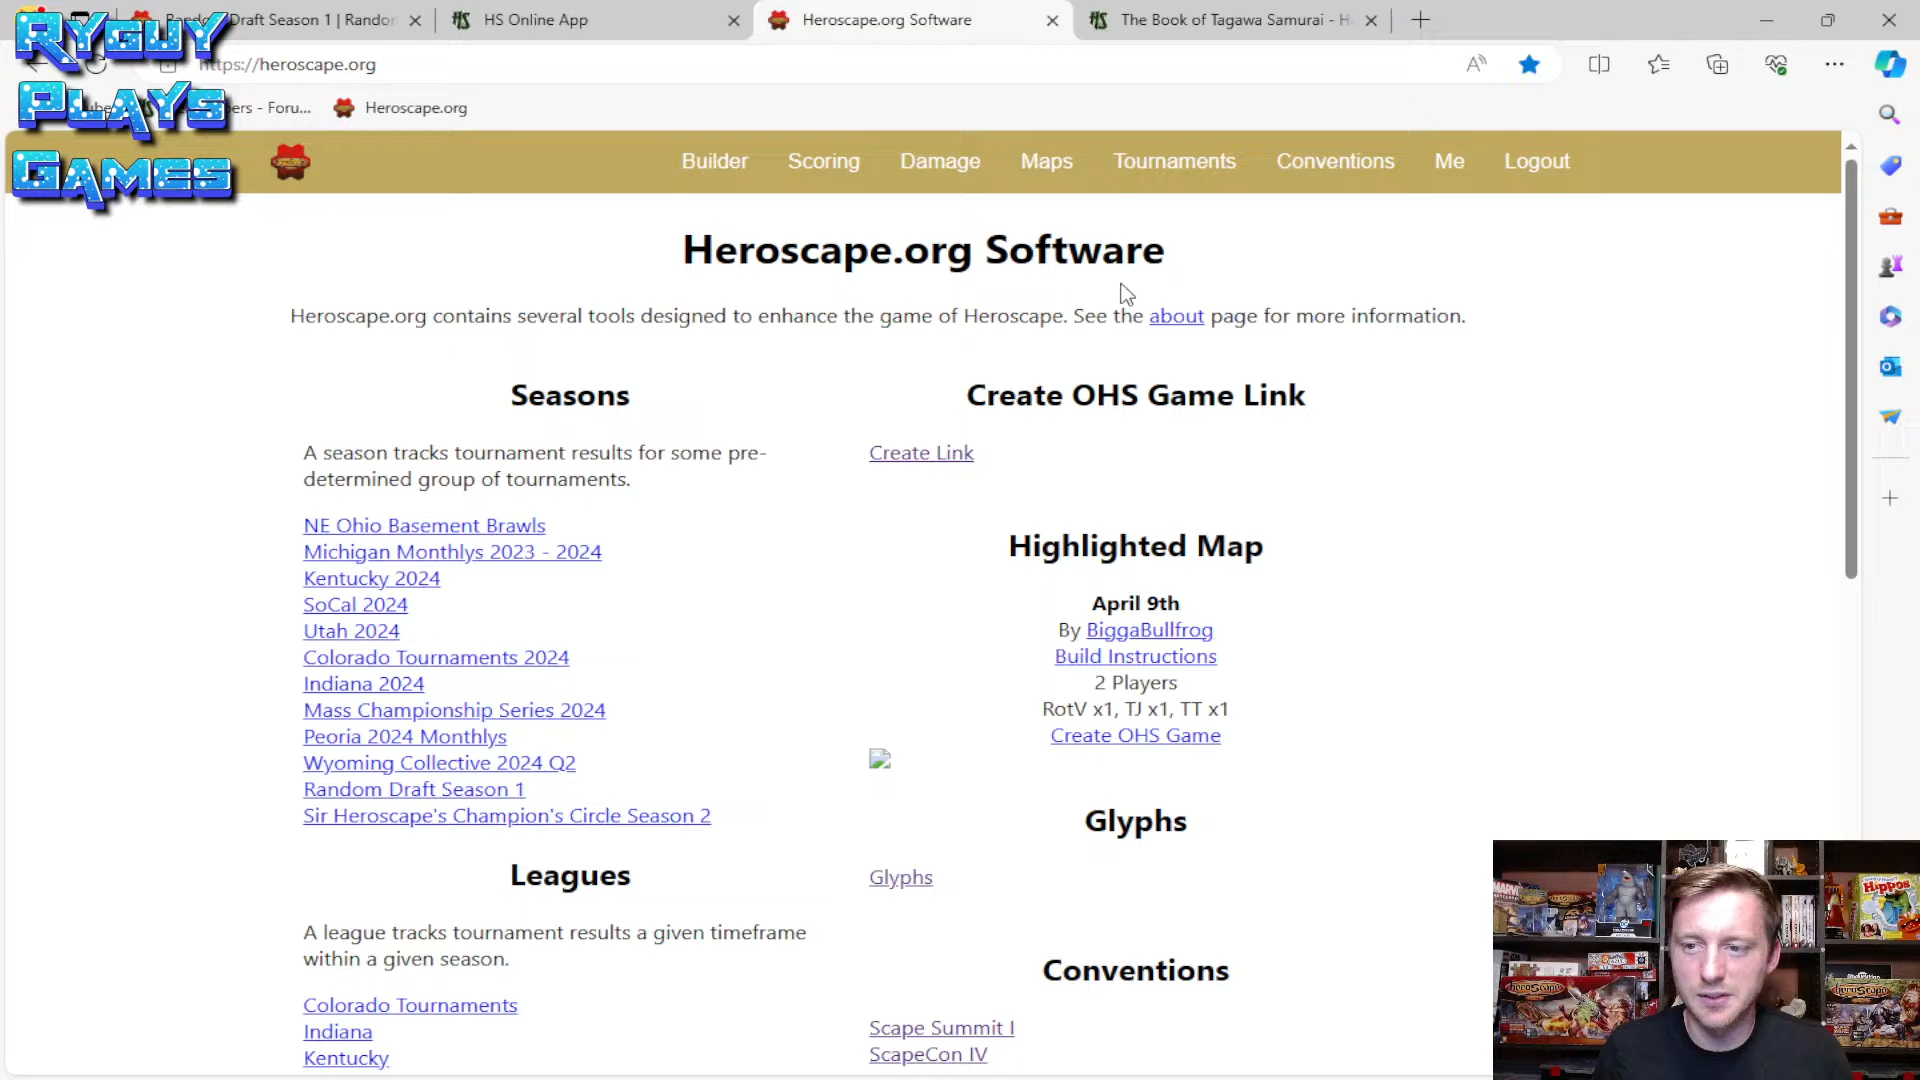 RYGUY
PLAYS
GAMES
Draft Season 1 | Random
HS Online App
Heroscape.org Software
The Book of Tagawa Samurai - H
https://heroscape.org
ers - Foru...
Heroscape.org
Builder Scoring Damage Maps Tournaments Conventions Me Logout
Heroscape.org Software
Heroscape.org contains several tools designed to enhance the game of Heroscape. See the about page for more information.
Seasons
A season tracks tournament results for some pre-
determined group of tournaments.
NE Ohio Basement Brawls
Michigan Monthlys 2023 - 2024
Kentucky 2024
SoCal 2024
Utah 2024
Colorado Tournaments 2024
Indiana 2024
Mass Championship Series 2024
Peoria 2024 Monthlys
Wyoming Collective 2024 Q2
Random Draft Season 1
Sir Heroscape's Champion's Circle Season 2
Leagues
A league tracks tournament results a given timeframe
within a given season.
Colorado Tournaments
Indiana
Kentucky
Create OHS Game Link
Create Link
Highlighted Map
April 9th
By BiggaBullfrog
Build Instructions
2 Players
RotV x1, TJ x1, TT x1
Create OHS Game
Glyphs
Glyphs
Conventions
Scape Summit I
ScapeCon IV
MARVEL
HiPPOS
heroScape
heroScape